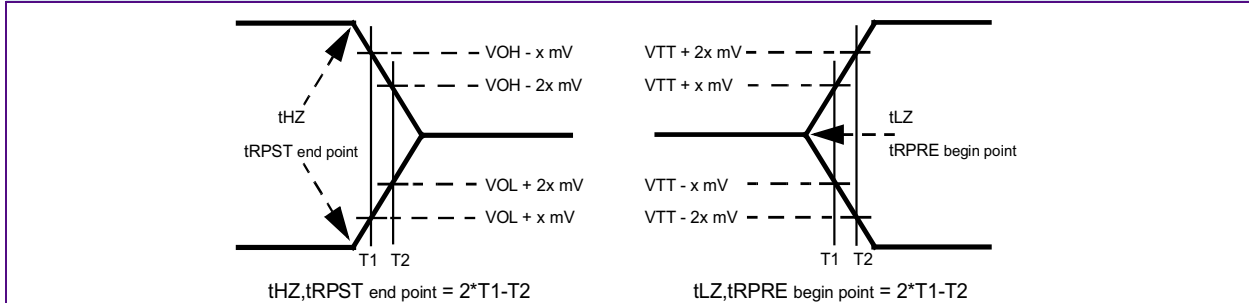 VOH - x mV
VOH - 2x mV
tHZ
tRPST end point
VOL + 2x mV
VOL + x mV
T1 T2
tHZ,tRPST end point = 2*T1-T2
VTT + 2x mV
VTT + x mV
tLZ
tRPRE begin point
VTT - x mV
VTT - 2x mV
T1 T2
tLZ,tRPRE begin point = 2*T1-T2